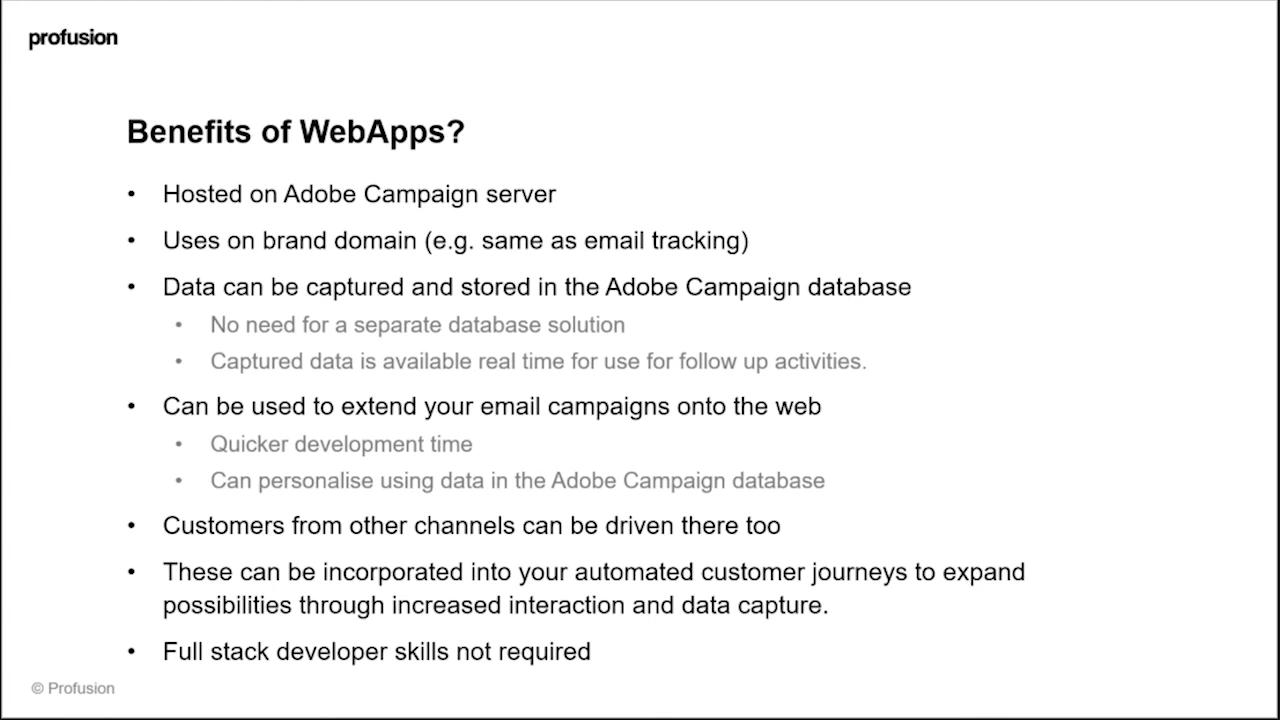 profusion
Benefits of WebApps?
• Hosted on Adobe Campaign server
• Uses on brand domain (e.g. same as email tracking)
• Data can be captured and stored in the Adobe Campaign database
• No need for a separate database solution
• Captured data is available real time for use for follow up activities.
• Can be used to extend your email campaigns onto the web
• Quicker development time
• Can personalise using data in the Adobe Campaign database
• Customers from other channels can be driven there too
• These can be incorporated into your automated customer journeys to expand
possibilities through increased interaction and data capture.
• Full stack developer skills not required
© Profusion